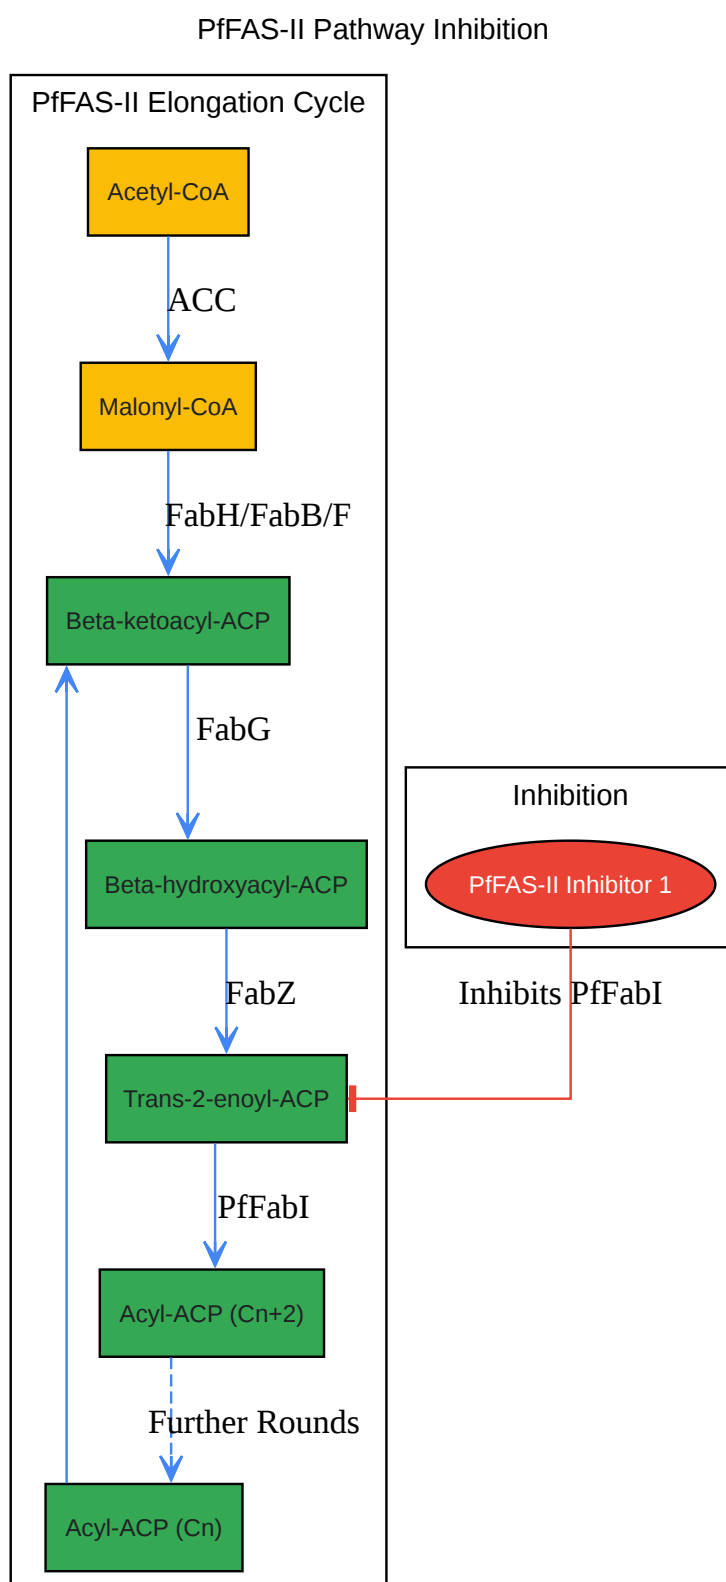 PfFAS-II Pathway Inhibition
PfFAS-II Elongation Cycle
Acetyl-CoA
ACC
Malonyl-CoA
FabH/FabB/F
Beta-ketoacyl-ACP
FabG
Inhibition
Beta-hydroxyacyl-ACP
PfFAS-II Inhibitor 1
FabZ
Inhibits PfFabI
Trans-2-enoyl-ACP
PfFabI
Acyl-ACP (Cn+2)
Further Rounds
Acyl-ACP (Cn)